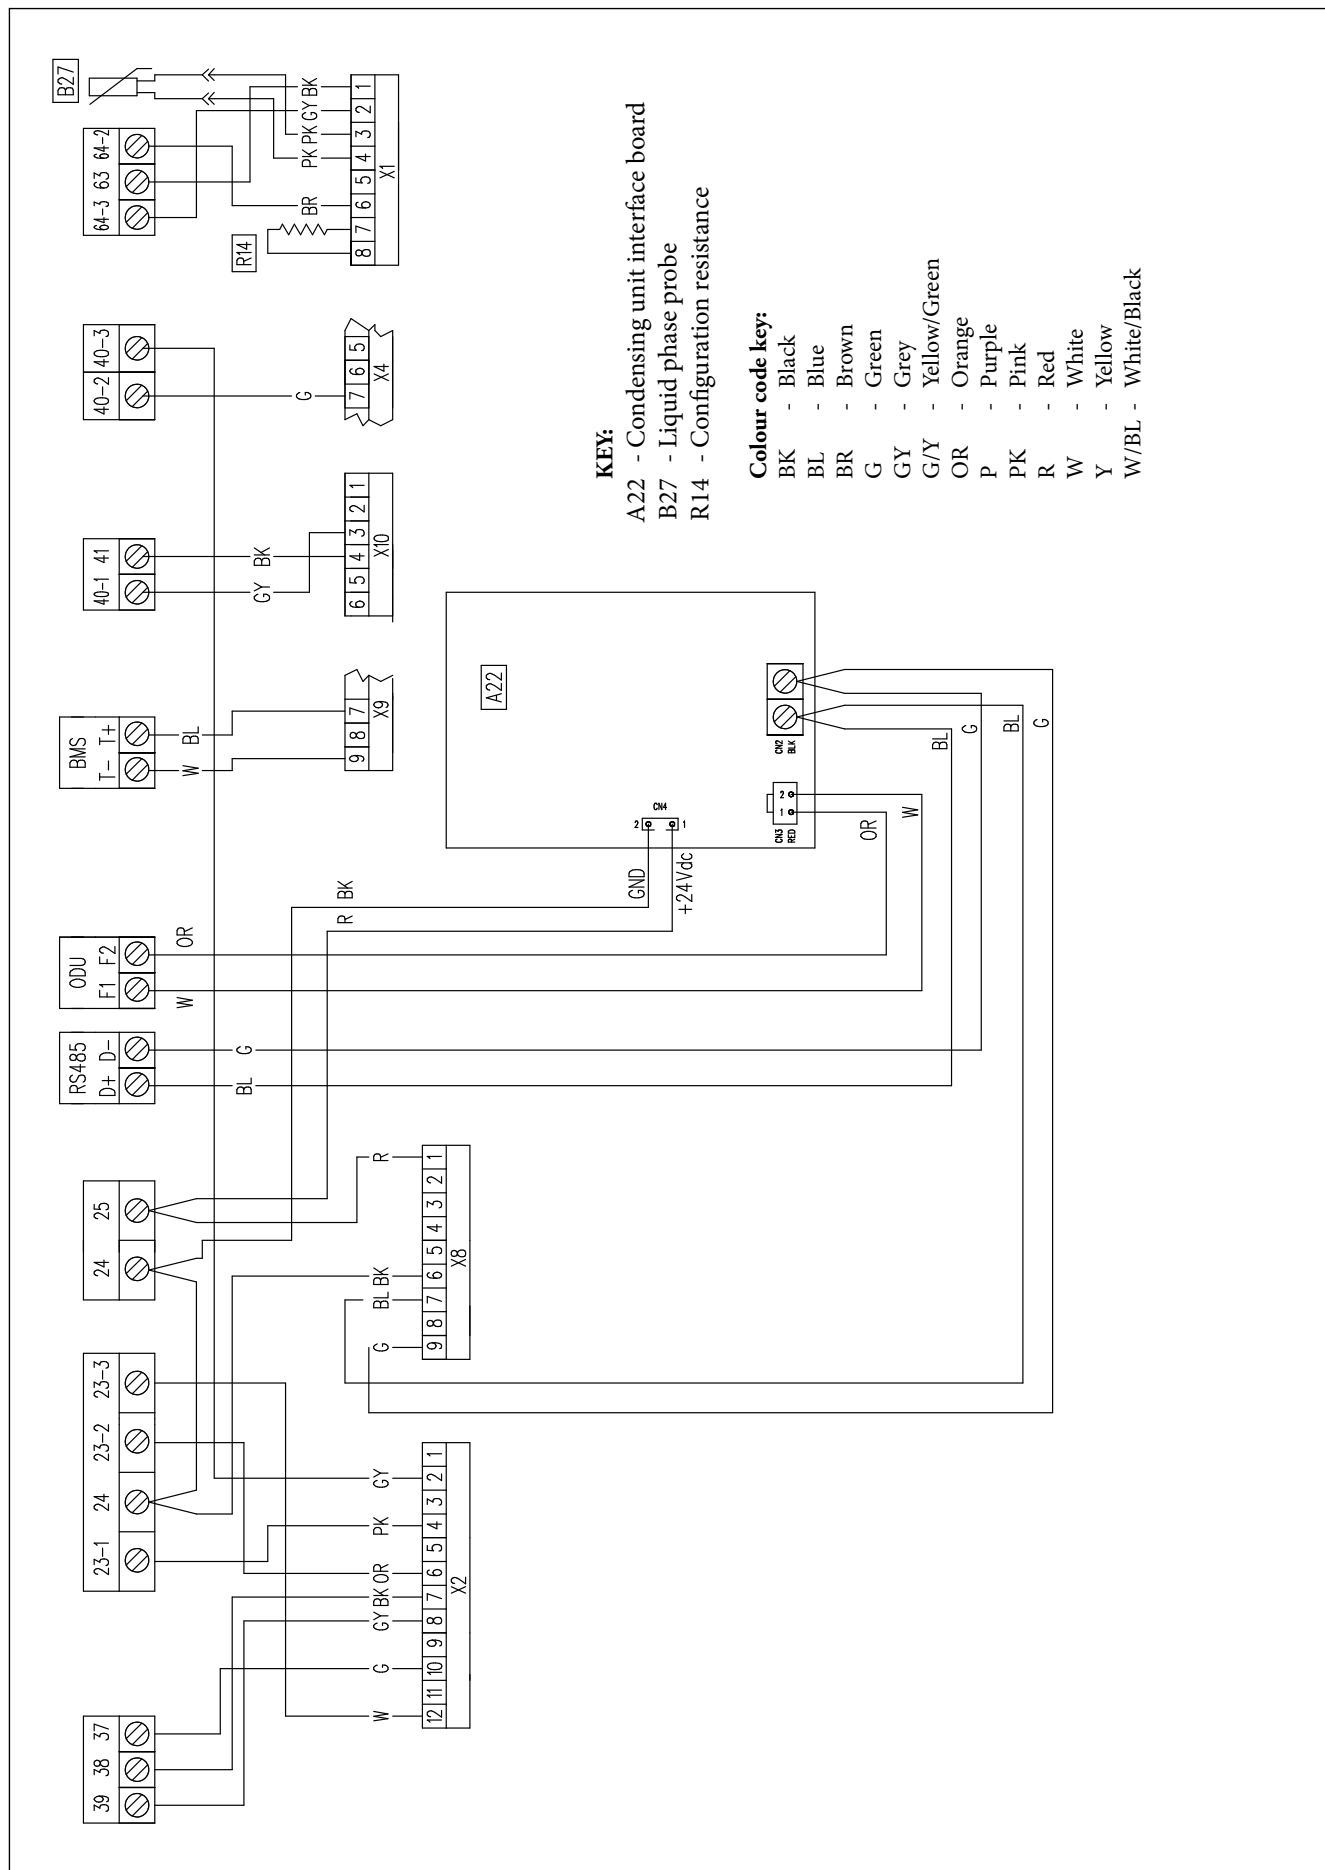 39 38 37
23-1 24 23-2 23-3
24 25
RS485
D+ D-
ODU
F1 F2
BMS
T- T+
40-1 41
40-2 40-3
64-3 63 64-2
B27
W
OR
BL
G
W
BL
GY
BK
G
R14
BR
PK
PK
GY
BK
R
BK
W
G
GY
BK
OR
PK
GY
G
BL
BK
R
12 11 10 9 8 7 6 5 4 3 2 1
X2
9 8 7 6 5 4 3 2 1
X8
9 8 7
X9
6 5 4 3 2 1
X10
7 6 5
X4
8 7 6 5 4 3 2 1
X1
A22
GND
+24Vdc
2
1
CN4
CN3
RED
1 2
CN2
BLK
OR
W
BL
G
BL
G
KEY:
A22 - Condensing unit interface board
B27 - Liquid phase probe
R14 - Configuration resistance
Colour code key:
BK - Black
BL - Blue
BR - Brown
G - Green
GY - Grey
G/Y - Yellow/Green
OR - Orange
P - Purple
PK - Pink
R - Red
W - White
Y - Yellow
W/BL - White/Black